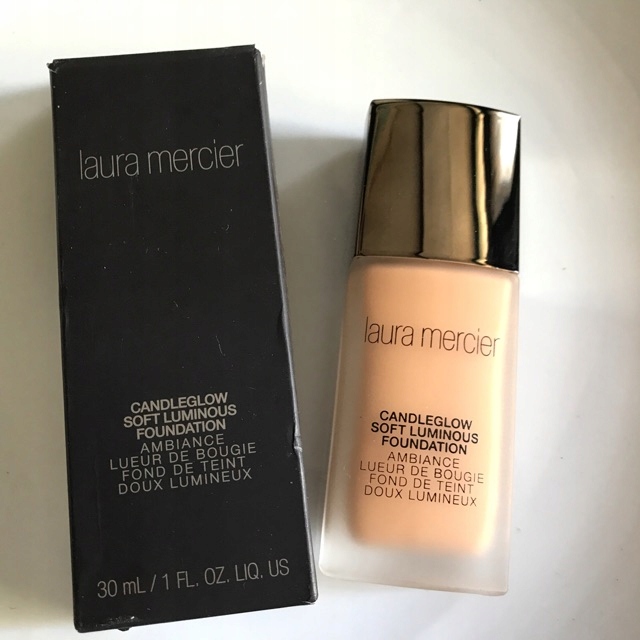 laura mercier
CANDLEGLOW
SOFT LUMINOUS
FOUNDATION
AMBIANCE
LUEUR DE BOUGIE
FOND DE TEINT
DOUX LUMINEUX
30 mL / 1 FL. OZ. LIQ. US
laura mercier
CANDLEGLOW
SOFT LUMINOUS
FOUNDATION
AMBIANCE
LUEUR DE BOUGIE
FOND DE TEINT
DOUX LUMINEUX